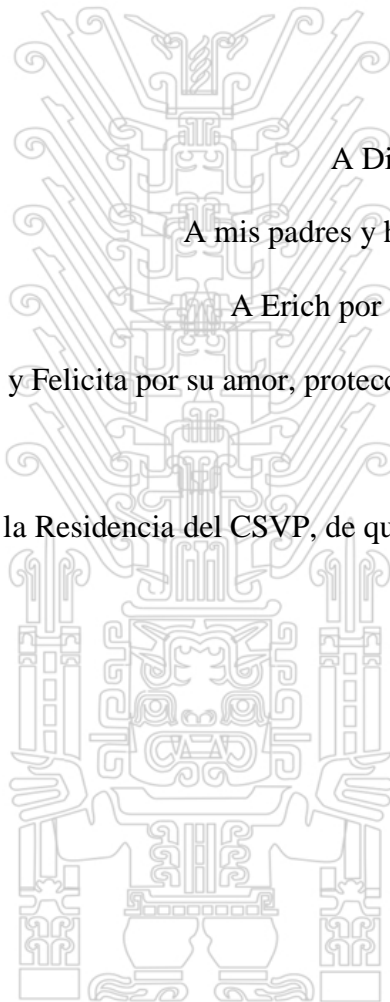 A Di
A mis padres y h
A Erich por
y Felicita por su amor, protecc
la Residencia del CSVP, de qu